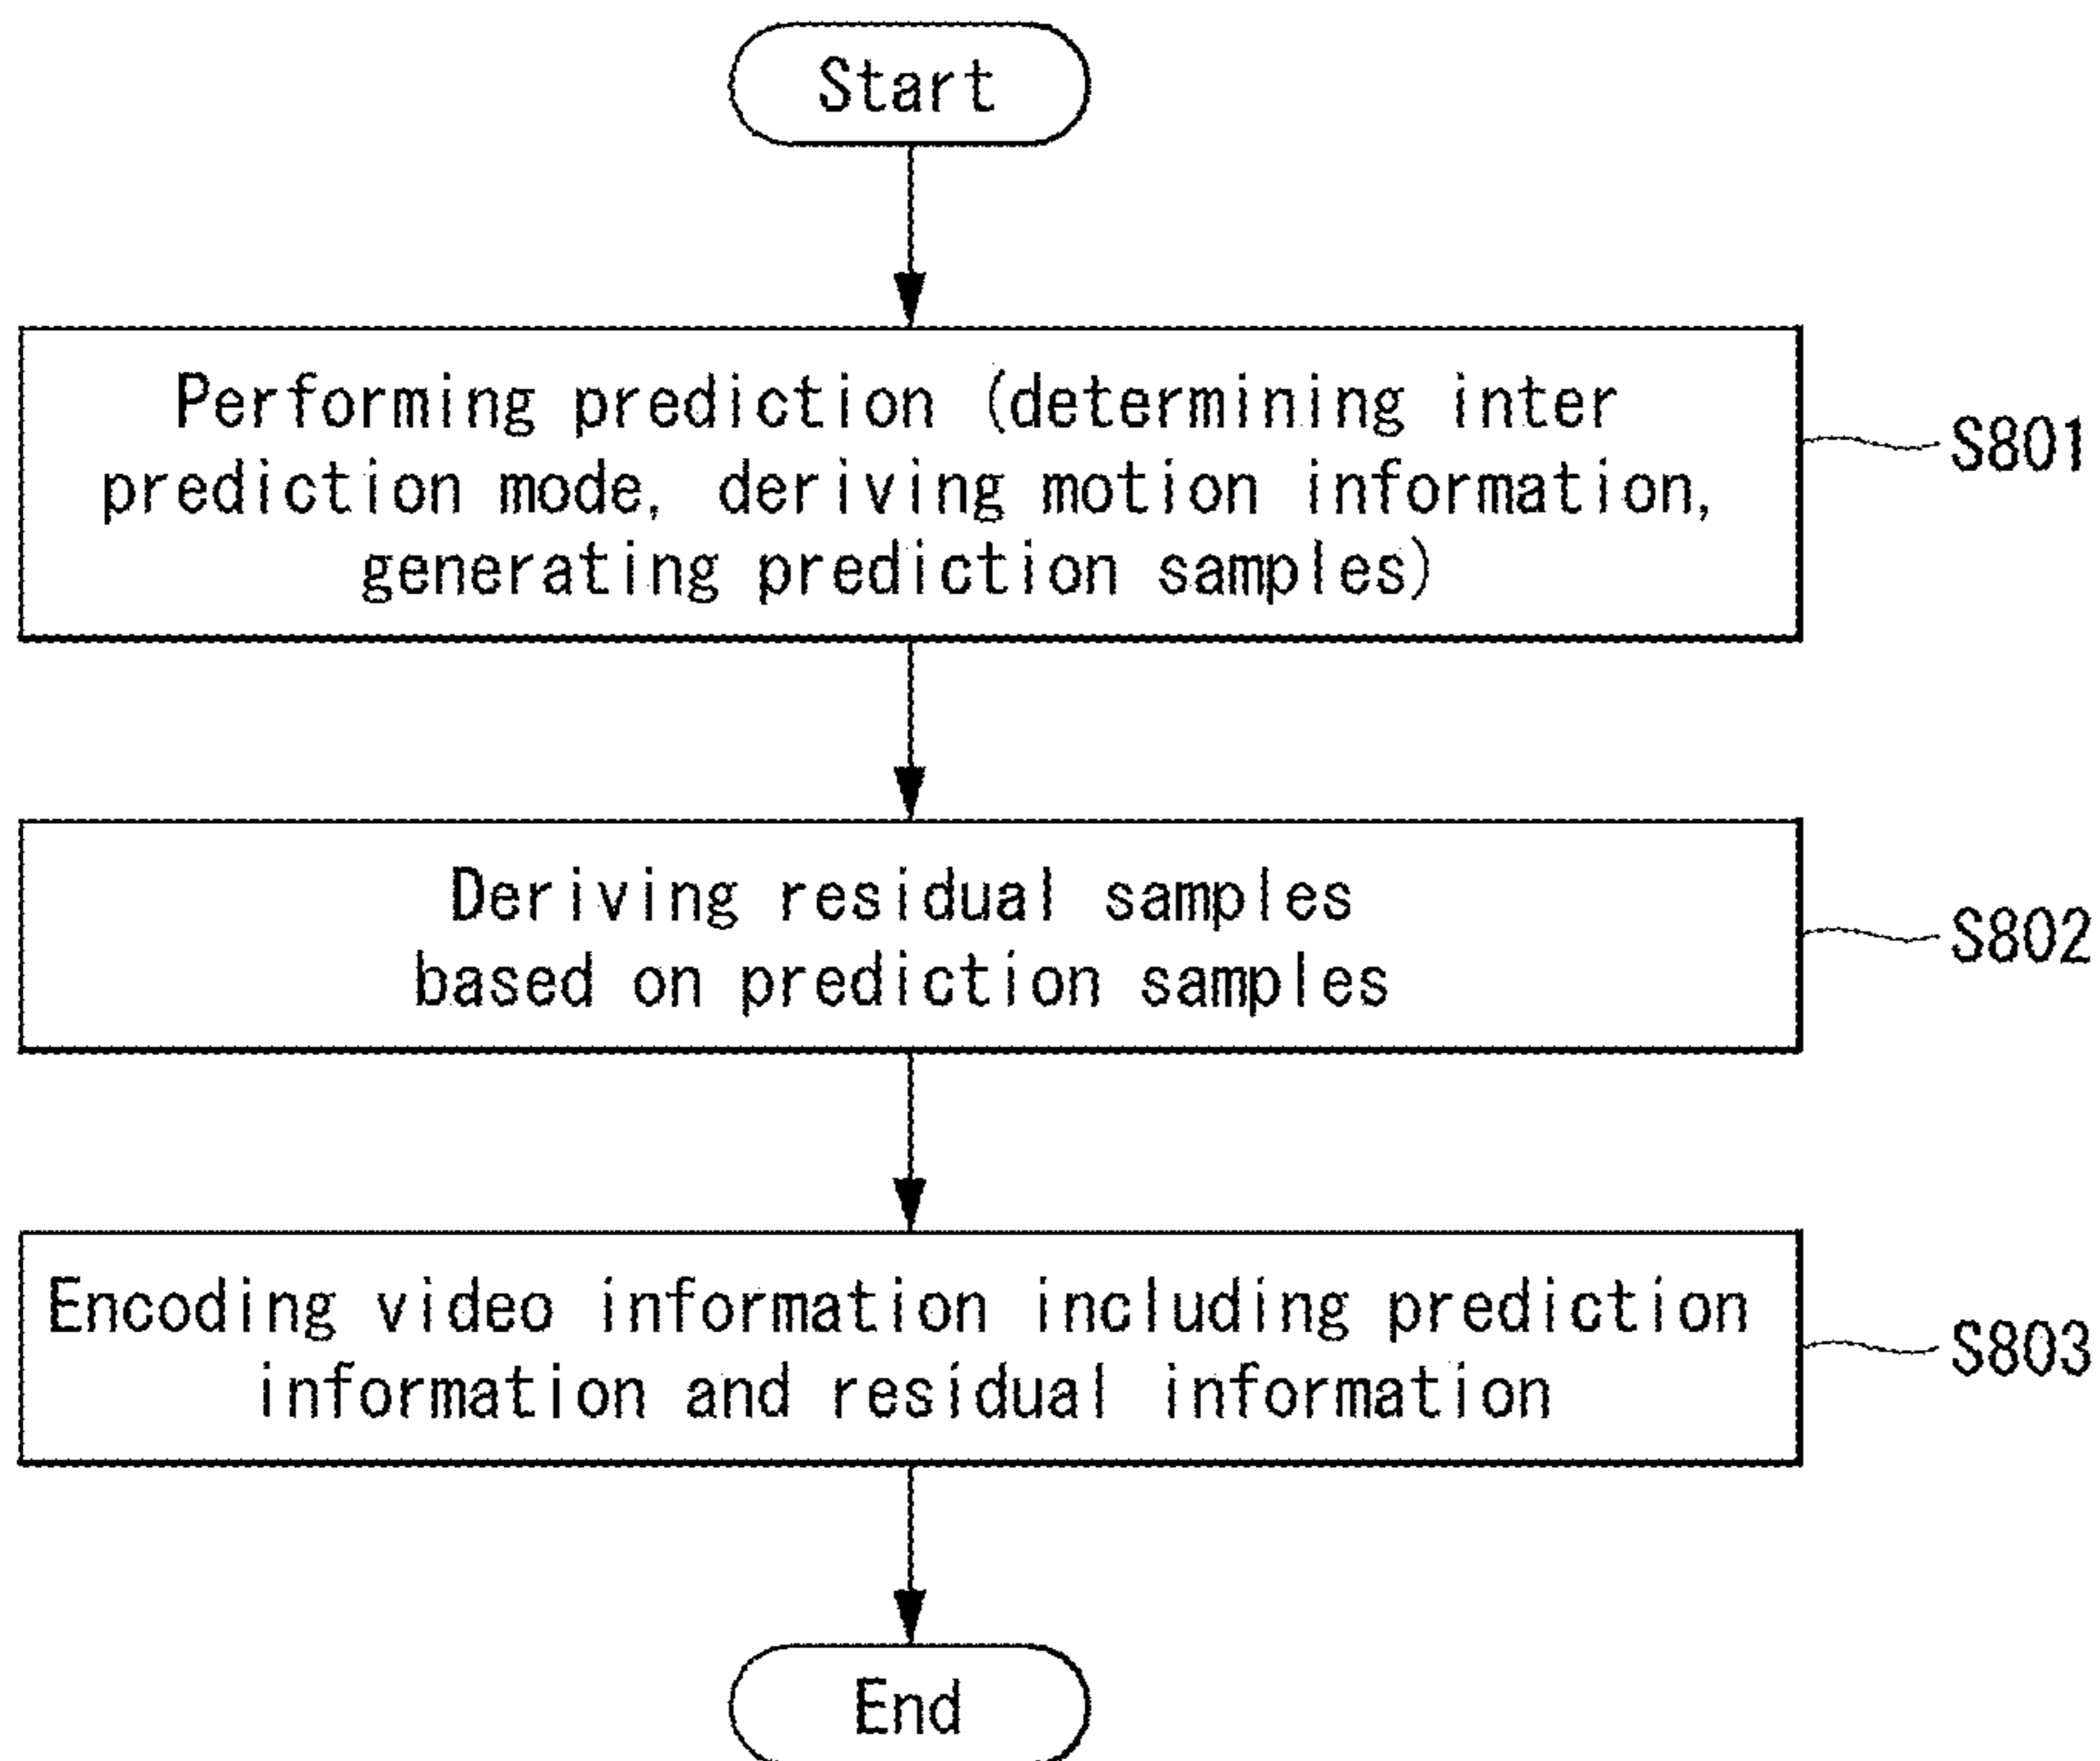 Start
Performing prediction (determining inter
prediction mode, deriving motion information,
generating prediction samples)
S801
Deriving residual samples
based on prediction samples
S802
Encoding video information including prediction
information and residual information
S803
End